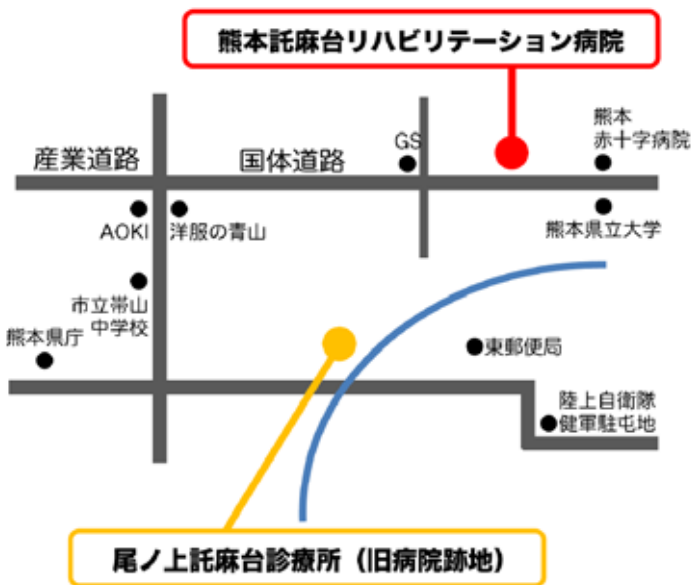 熊本託麻台リハビリテーション病院
熊本
赤十字病院
GS
産業道路
国体道路
AOKI
洋服の青山
熊本県立大学
市立帯山
中学校
熊本県庁
東郵便局
陸上自衛隊
健軍駐屯地
尾ノ上託麻台診療所（旧病院跡地）